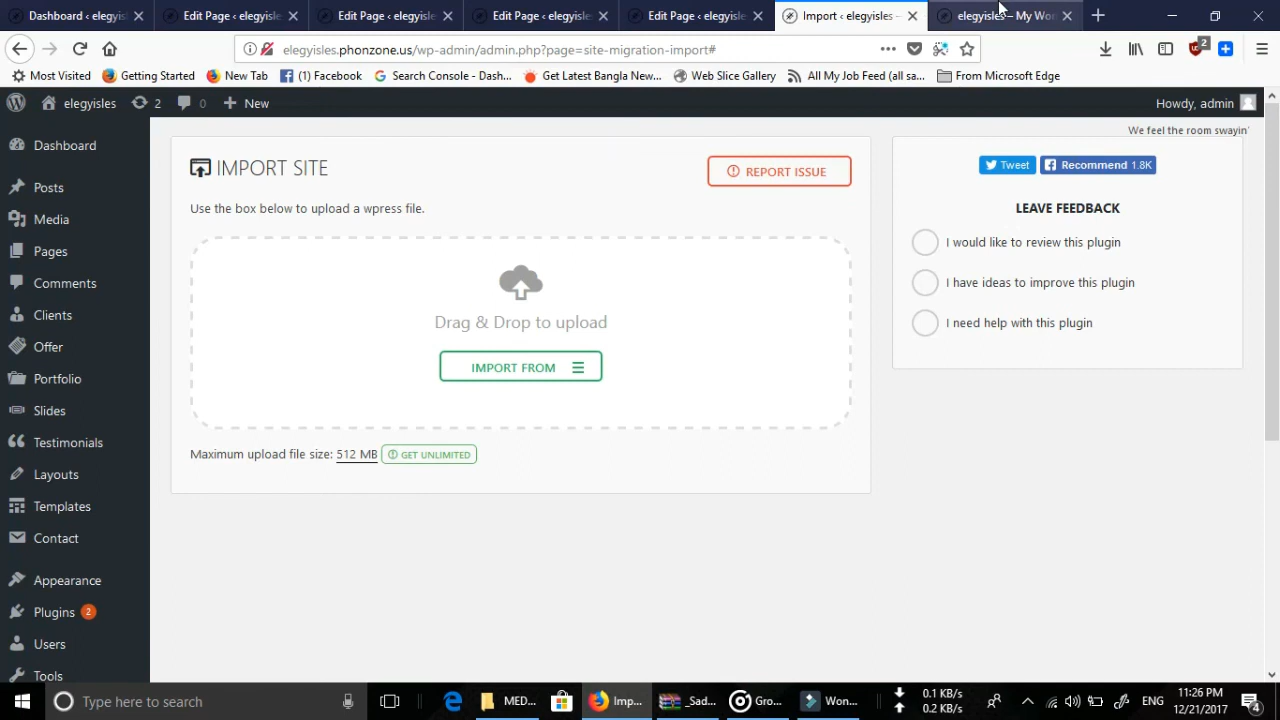 Dashboard ‹ elegyisl
Edit Page ‹ elegyisle
Edit Page ‹ elegyisle
Edit Page ‹ elegyisle
Edit Page ‹ elegyisle
Import ‹ elegyisles –
elegyisles – My Wor
elegyisles.phonzone.us/wp-admin/admin.php?page=site-migration-import#
2
Most Visited
Getting Started
New Tab
(1) Facebook
Search Console - Dash...
Get Latest Bangla New...
Web Slice Gallery
All My Job Feed (all sa...
From Microsoft Edge
elegyisles
2
0
New
Howdy, admin
We feel the room swayin'
Dashboard
Posts
Media
Pages
Comments
Clients
Offer
Portfolio
Slides
Testimonials
Layouts
Templates
Contact
Appearance
Plugins 2
Users
Tools
IMPORT SITE
REPORT ISSUE
Use the box below to upload a wpress file.
Drag & Drop to upload
IMPORT FROM
Maximum upload file size: 512 MB
GET UNLIMITED
Tweet
Recommend 1.8K
LEAVE FEEDBACK
I would like to review this plugin
I have ideas to improve this plugin
I need help with this plugin
Type here to search
MED...
Imp...
_Sad...
Gro...
Won...
0.1 KB/s
0.2 KB/s
ENG
11:26 PM
12/21/2017
4